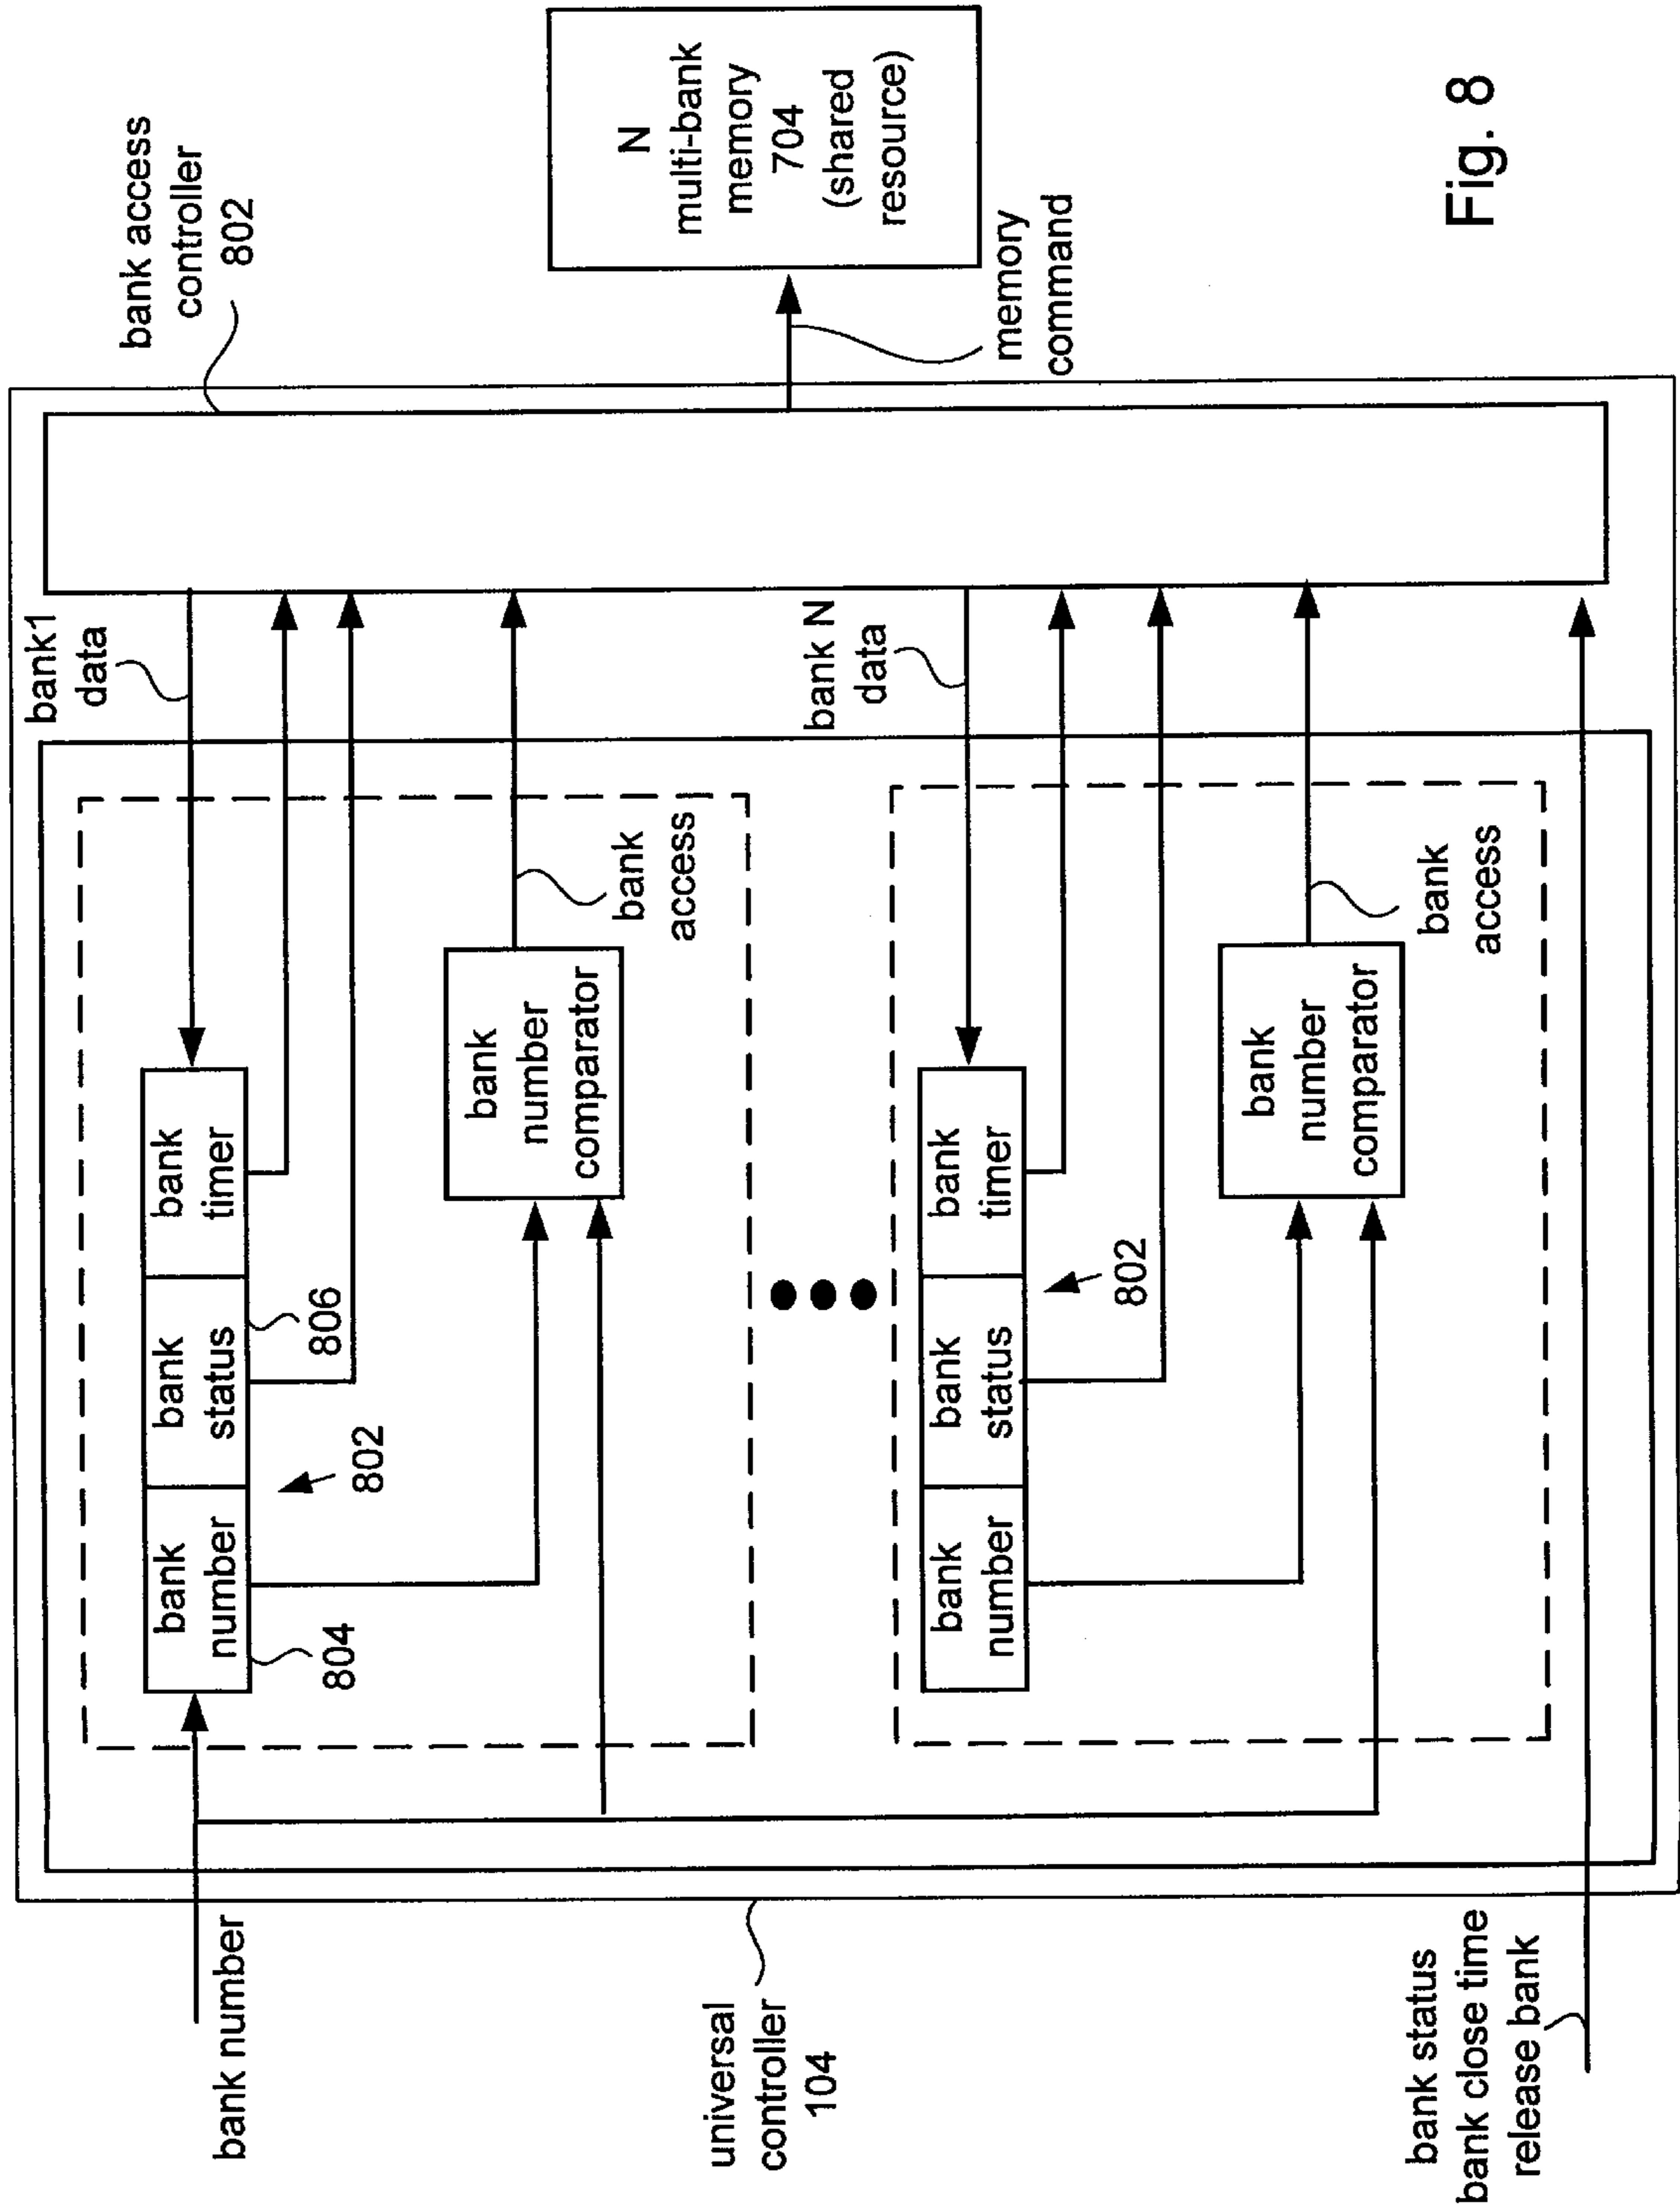 bank access
controller
802
N
multi-bank
memory
704
(shared
resource)
memory
command
bank1
data
bank N
data
bank number
bank
number
804
bank
status
806
bank
timer
802
bank
number
comparator
bank
access
bank
number
bank
status
bank
timer
802
bank
number
comparator
bank
access
universal
controller
104
bank status
bank close time
release bank
Fig. 8